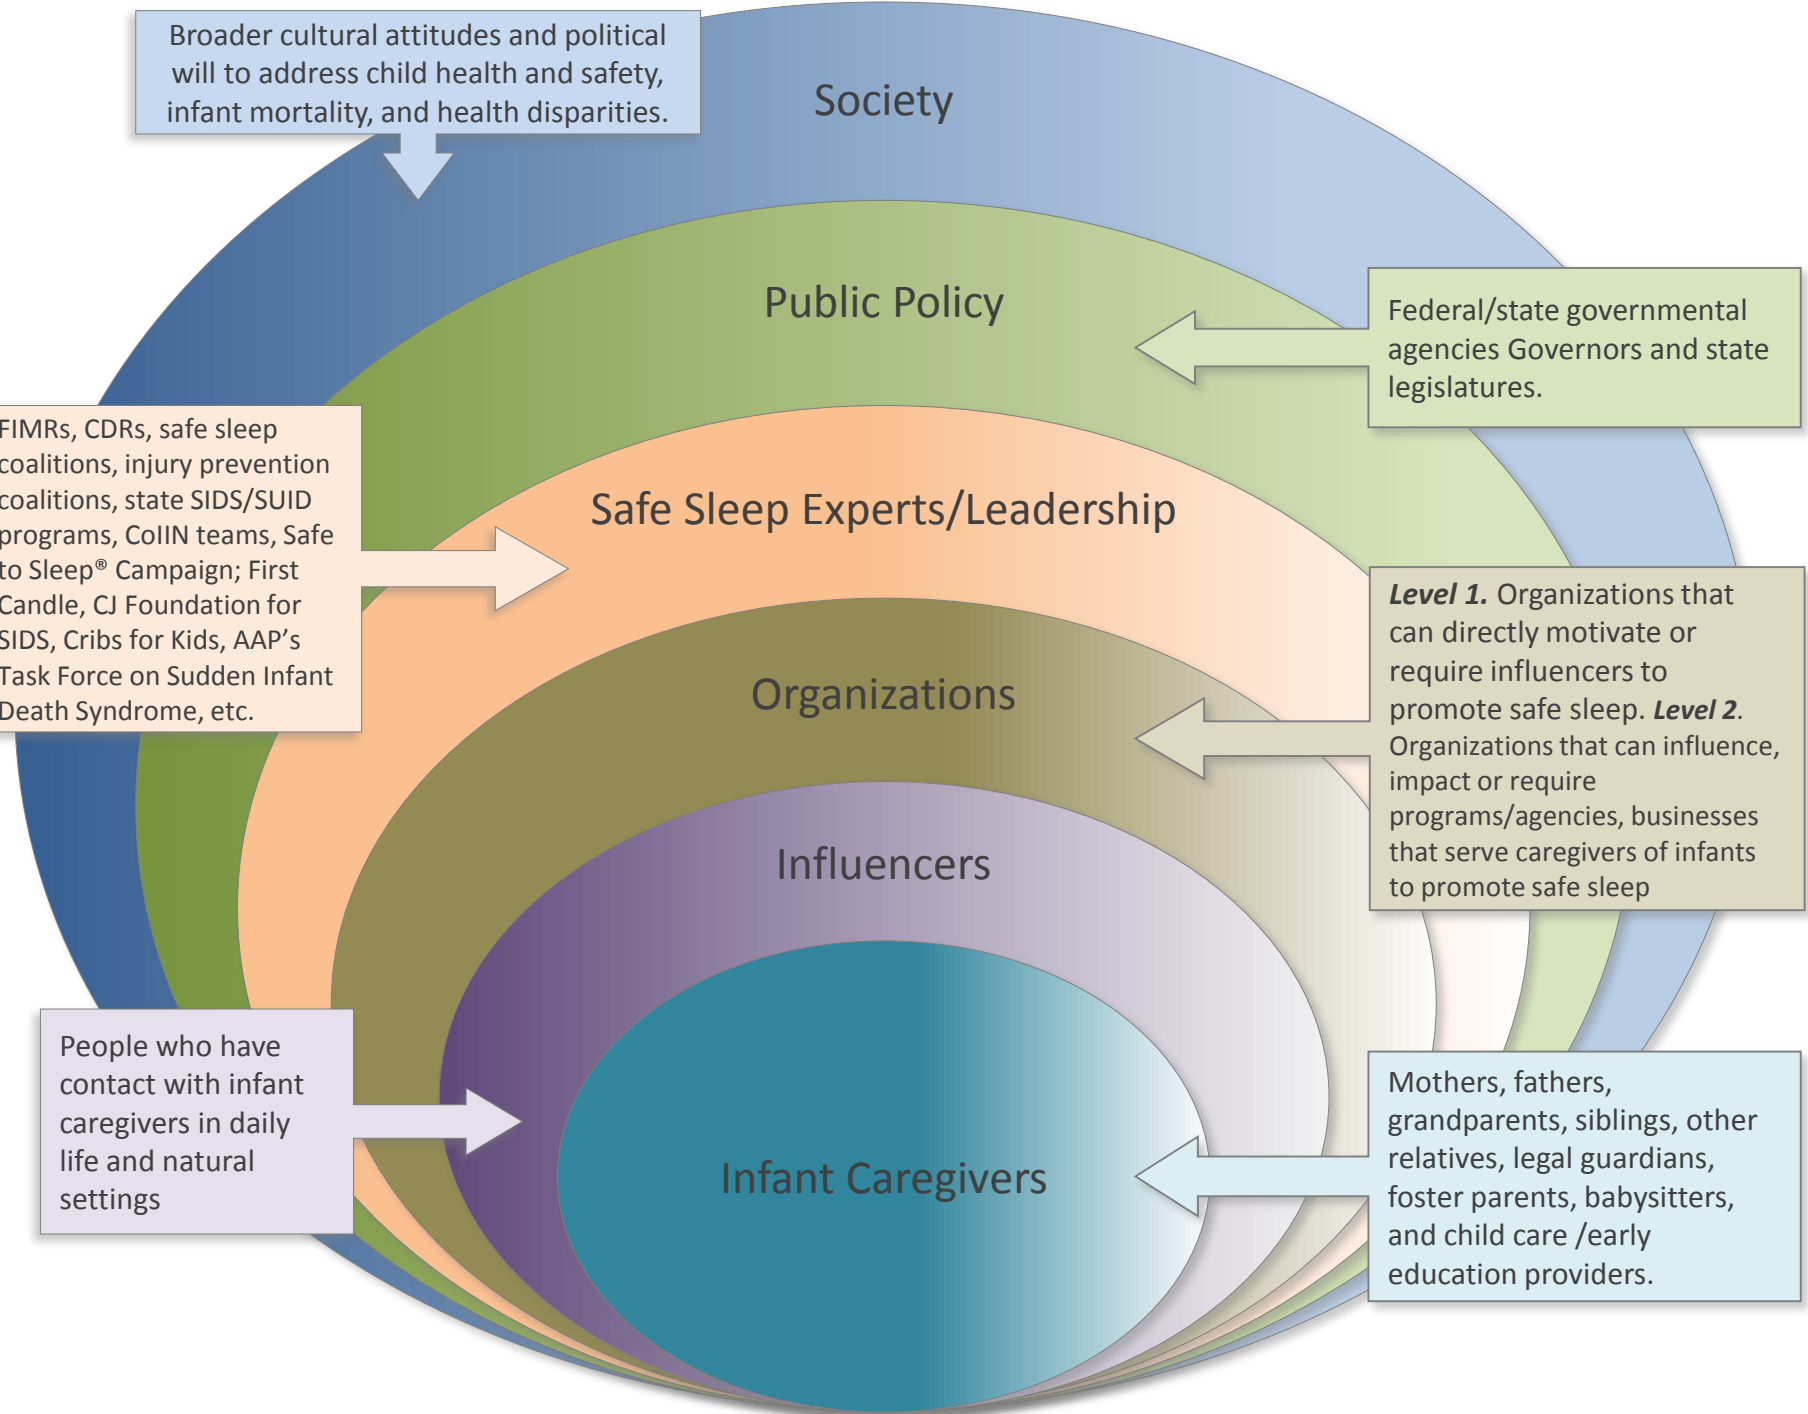 Broader cultural attitudes and political
will to address child health and safety,
infant mortality, and health disparities.
Society
Public Policy
Federal/state governmental
agencies Governors and state
legislatures.
FIMRs, CDRs, safe sleep
coalitions, injury prevention
coalitions, state SIDS/SUID
programs, CoIIN teams, Safe
to Sleep® Campaign; First
Candle, CJ Foundation for
SIDS, Cribs for Kids, AAP’s
Task Force on Sudden Infant
Death Syndrome, etc.
Safe Sleep Experts/Leadership
Level 1. Organizations that
can directly motivate or
require influencers to
promote safe sleep. Level 2.
Organizations that can influence,
impact or require
programs/agencies, businesses
that serve caregivers of infants
to promote safe sleep
Organizations
Influencers
People who have
contact with infant
caregivers in daily
life and natural
settings
Infant Caregivers
Mothers, fathers,
grandparents, siblings, other
relatives, legal guardians,
foster parents, babysitters,
and child care /early
education providers.